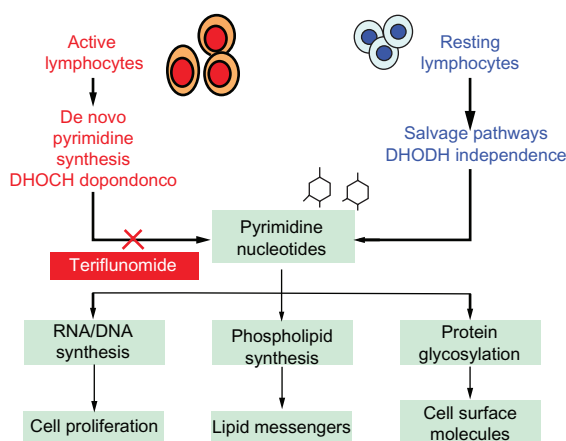 Active
lymphocytes
Resting
lymphocytes
De novo
pyrimidine
synthesis
DHOCH dopondonco
Salvage pathways
DHODH independence
Pyrimidine
nucleotides
Teriflunomide
RNA/DNA
synthesis
Phospholipid
synthesis
Protein
glycosylation
Cell proliferation
Lipid messengers
Cell surface
molecules